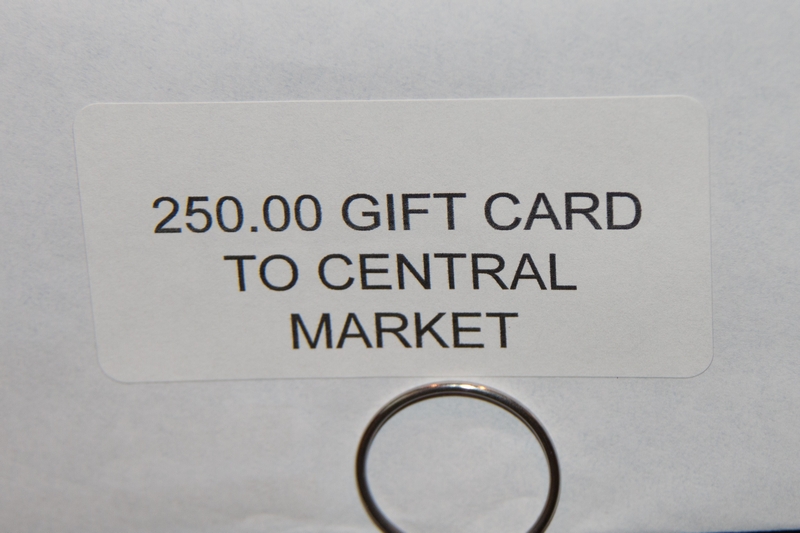 250.00 GIFT CARD
TO CENTRAL
MARKET